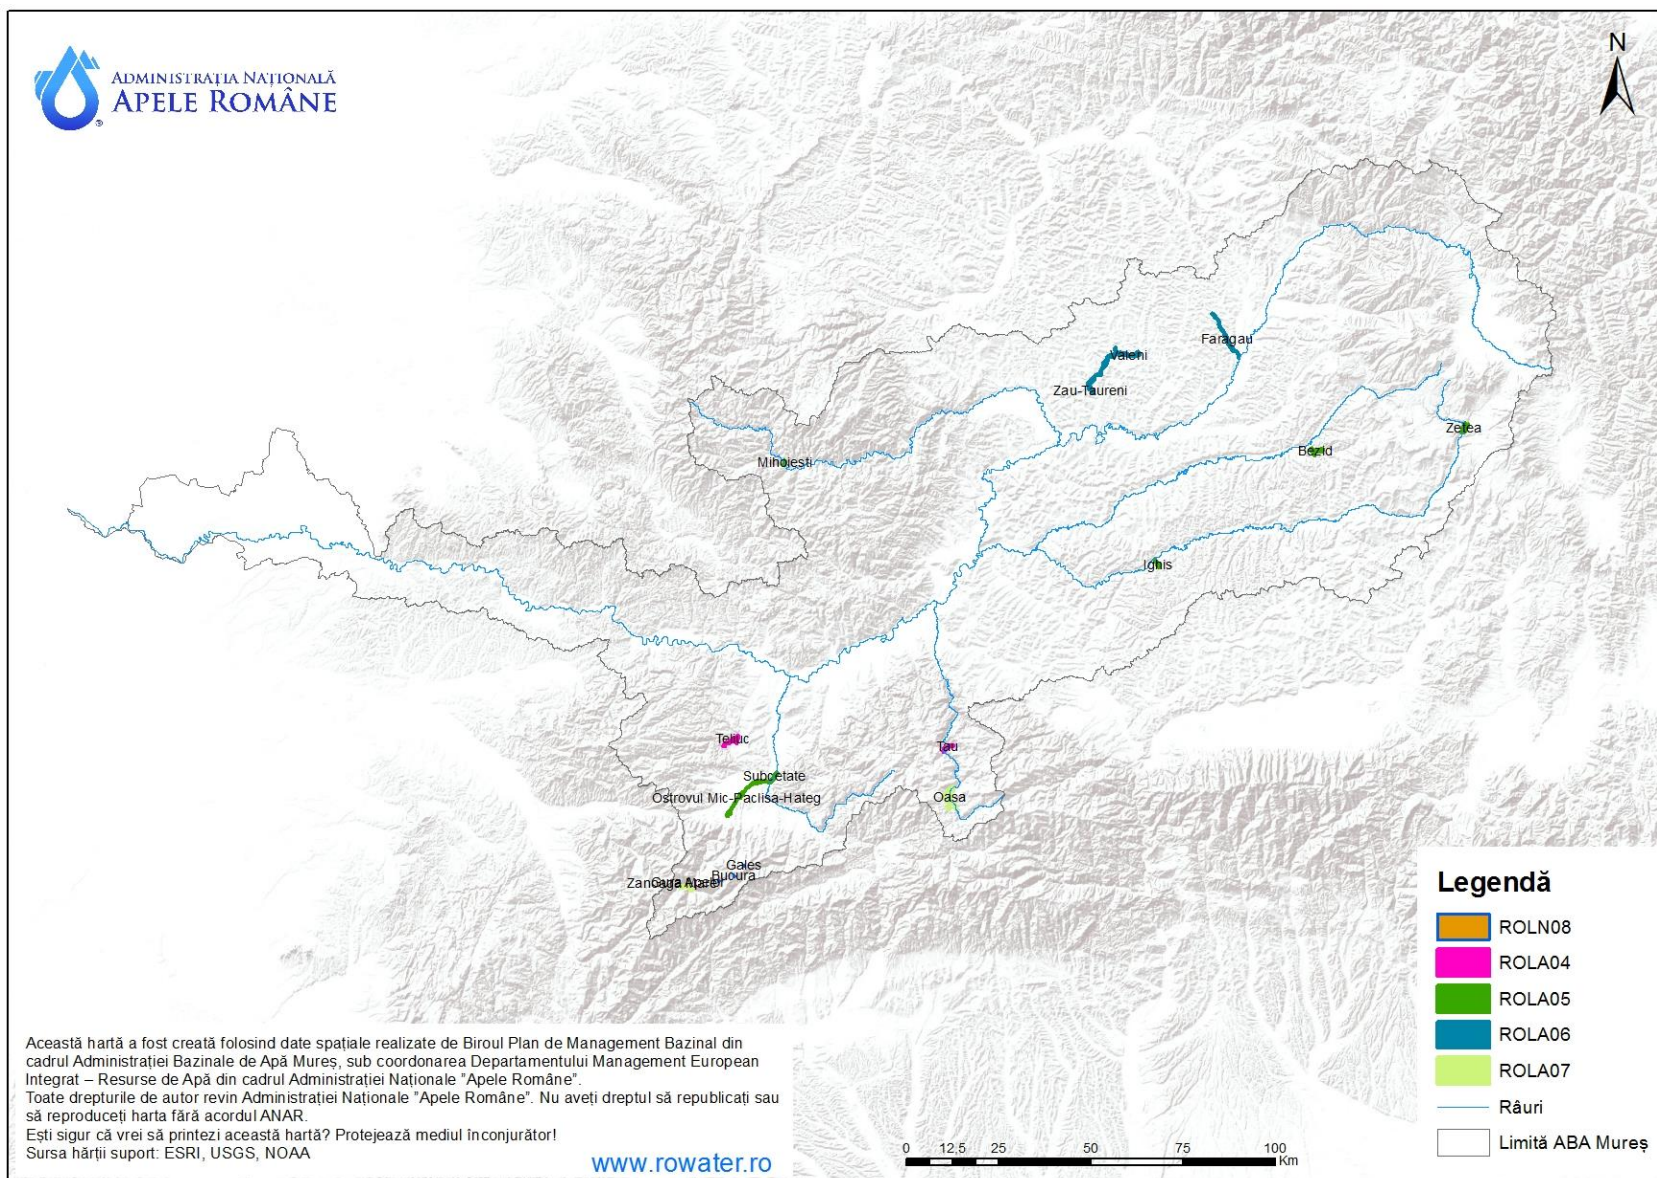 ADMINISTRAȚIA NAȚIONALĂ
APELE ROMÂNE
®
N
Faragau
Valeni
Zau-Taureni
Zetea
Bezid
Mihoiesti
Ighis
Teliuc
Tau
Subcetate
Ostrovul Mic-Paclisa-Hateg
Oasa
Gales
Bucura
Zanoaga Mare
Legendă
ROLN08
ROLA04
ROLA05
ROLA06
ROLA07
Râuri
Limită ABA Mureș
Această hartă a fost creată folosind date spațiale realizate de Biroul Plan de Management Bazinal din
cadrul Administrației Bazinale de Apă Mureș, sub coordonarea Departamentului Management European
Integrat – Resurse de Apă din cadrul Administrației Naționale "Apele Române".
Toate drepturile de autor revin Administrației Naționale "Apele Române". Nu aveți dreptul să republicați sau
să reproduceți harta fără acordul ANAR.
Ești sigur că vrei să printezi această hartă? Protejează mediul înconjurător!
Sursa hărții suport: ESRI, USGS, NOAA
www.rowater.ro
0 12,5 25 50 75 100
Km